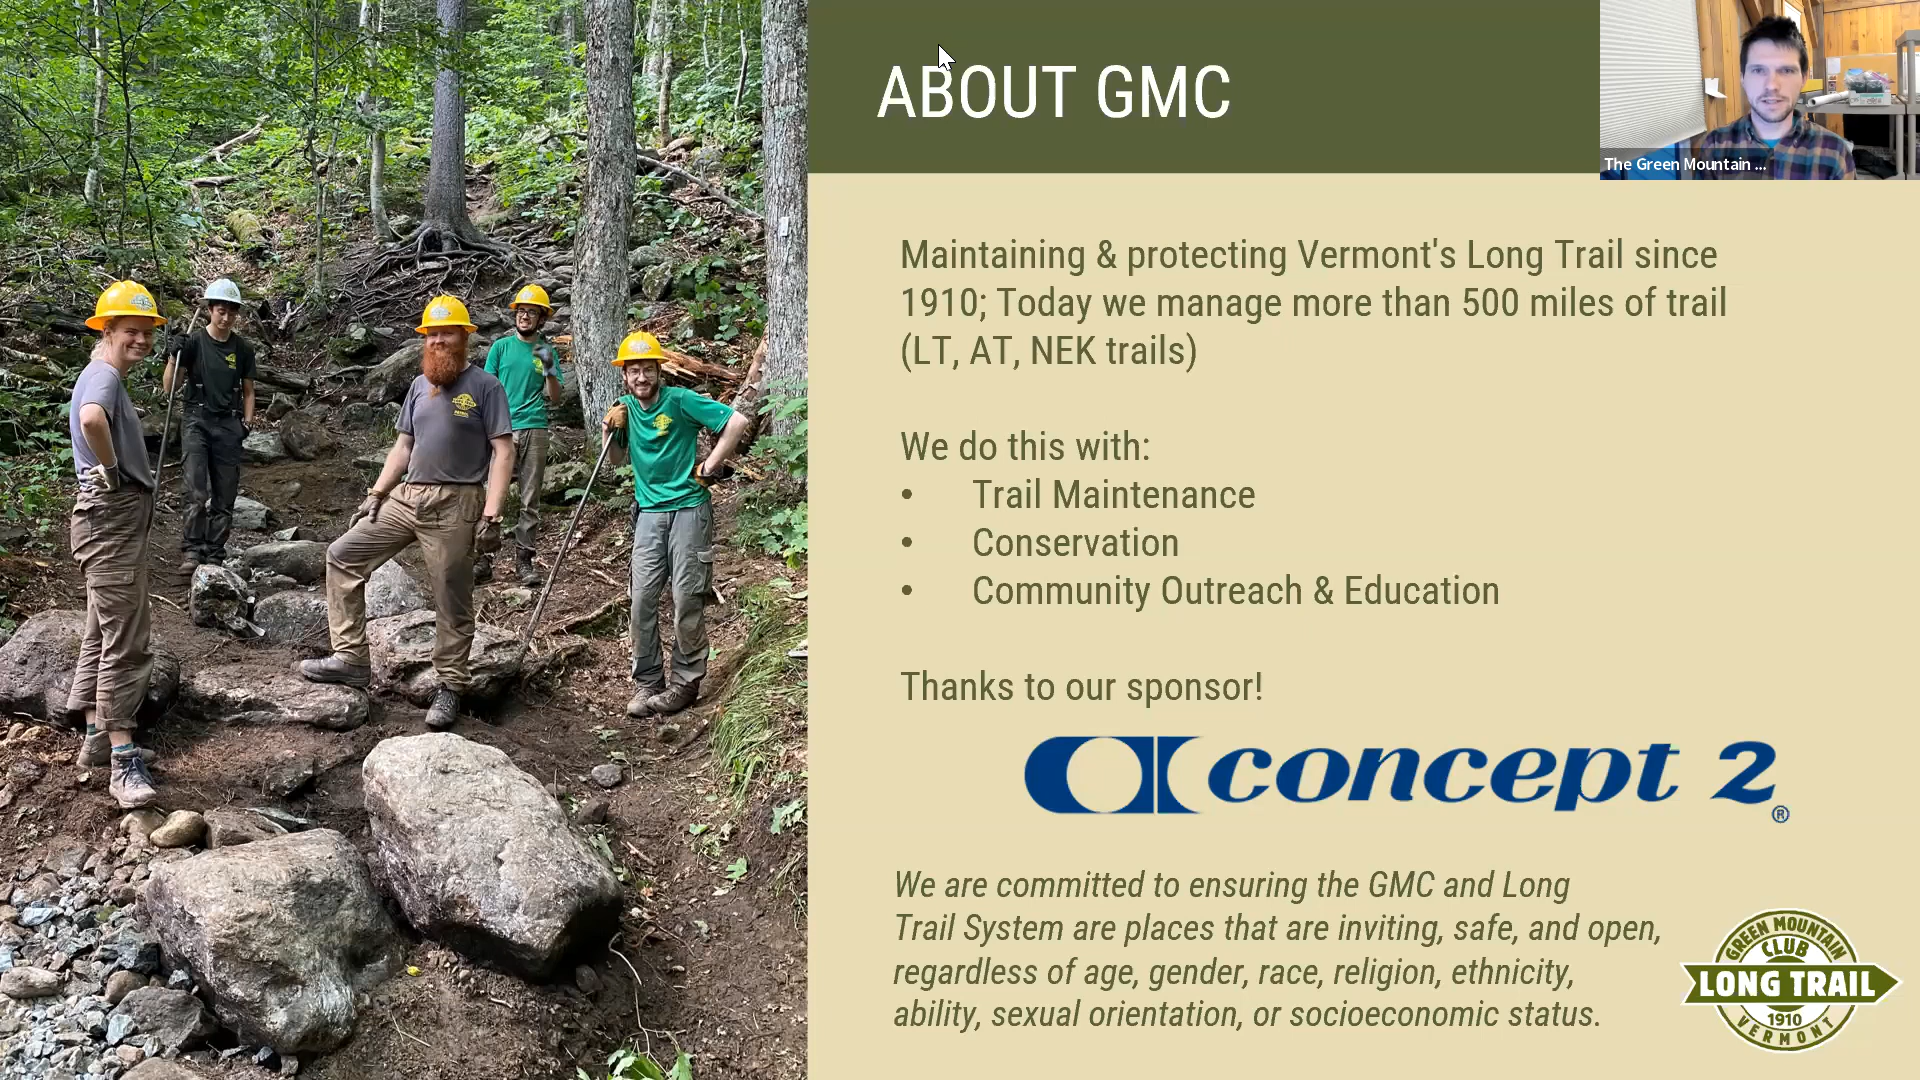 ABOUT GMC
The Green Mountain ...
Maintaining & protecting Vermont's Long Trail since
1910; Today we manage more than 500 miles of trail
(LT, AT, NEK trails)
We do this with:
• Trail Maintenance
• Conservation
• Community Outreach & Education
Thanks to our sponsor!
concept 2®
We are committed to ensuring the GMC and Long
Trail System are places that are inviting, safe, and open,
regardless of age, gender, race, religion, ethnicity,
ability, sexual orientation, or socioeconomic status.
GREEN MOUNTAIN
CLUB
LONG TRAIL
1910
VERMONT